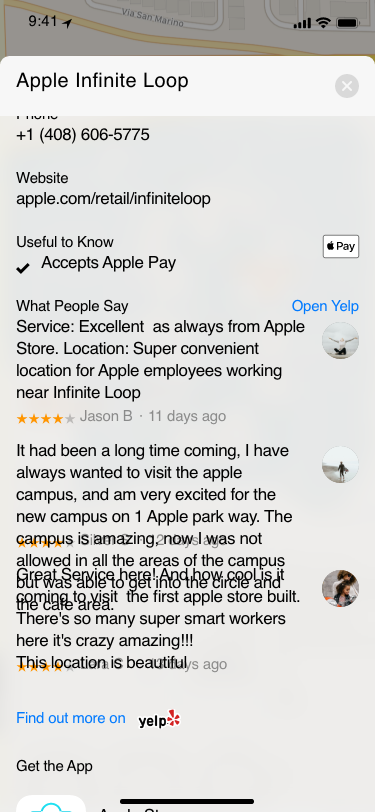 Via San Marino
9:41
Apple Infinite Loop
Phone
+1 (408) 606-5775
Website
apple.com/retail/infiniteloop
Useful to Know
Pay
Accepts Apple Pay
What People Say
Open Yelp
Service: Excellent  as always from Apple
Store. Location: Super convenient
location for Apple employees working
near Infinite Loop
★★★★★ Jason B · 11 days ago
It had been a long time coming, I have
always wanted to visit the apple
campus, and am very excited for the
new campus on 1 Apple park way. The
campus is amazing, now I was not
days ago
allowed in all the areas of the campus
but was able to get into the circle and
the cafe area.
Great Service here! And how cool is it
coming to visit  the first apple store built.
There's so many super smart workers
here it's crazy amazing!!!
This location is beautiful
days ago
Find out more on yelp
Get the App